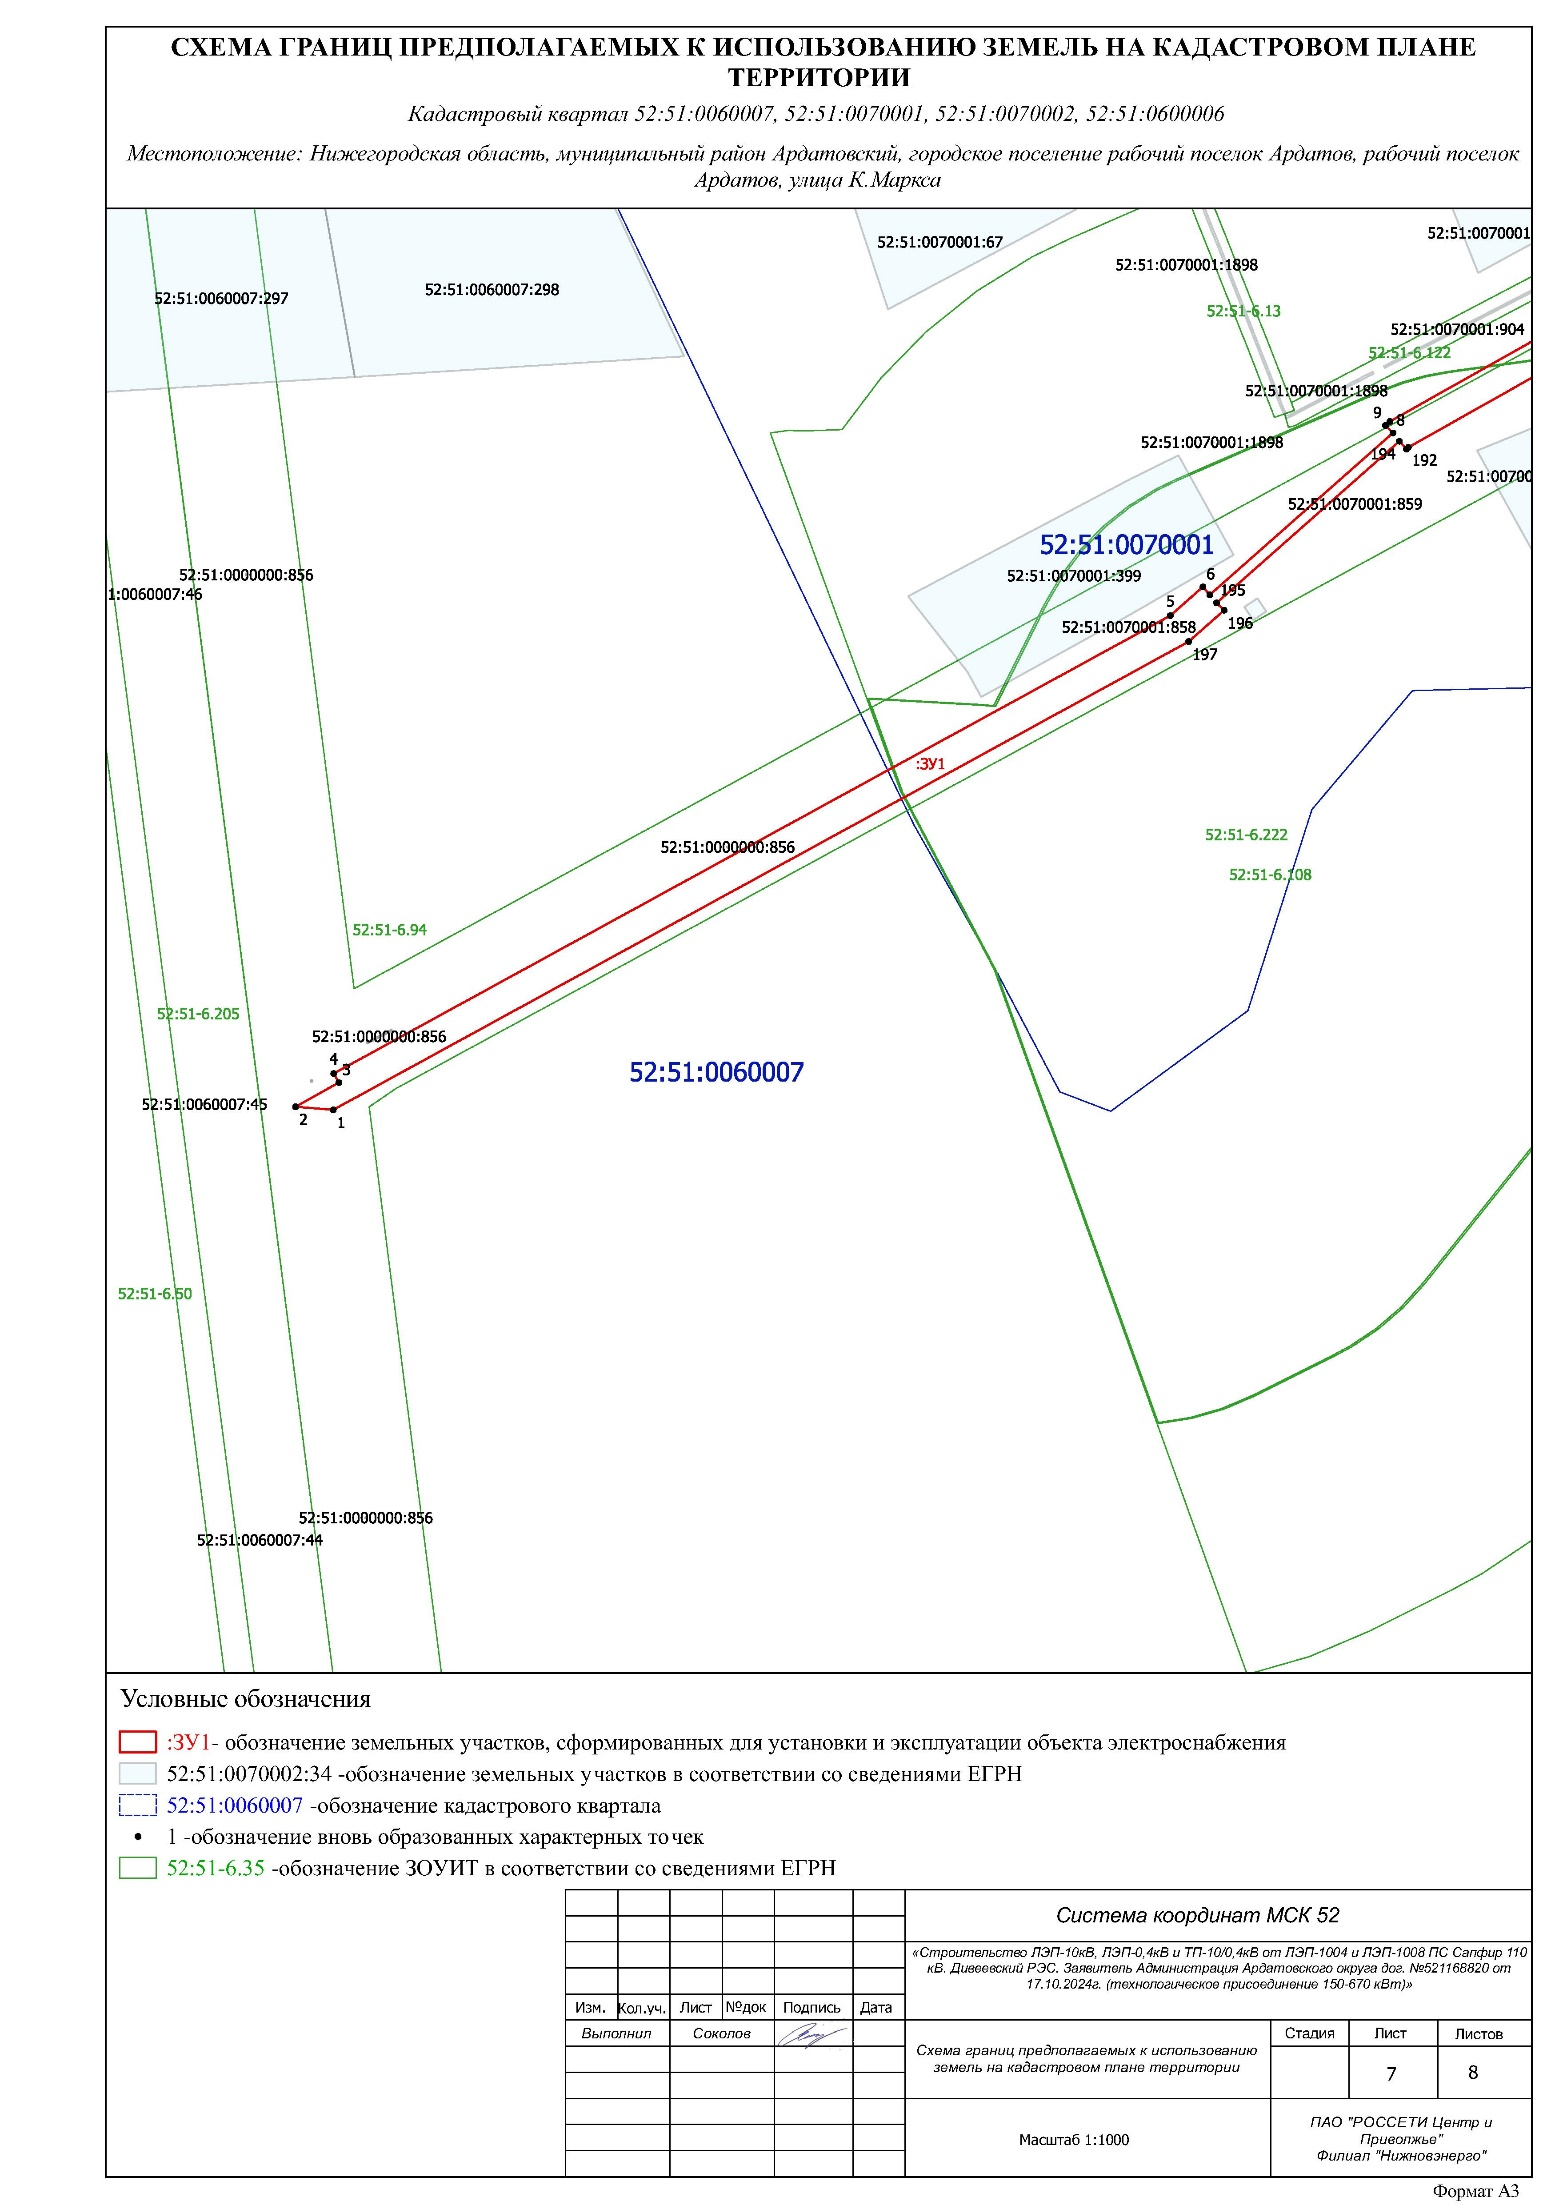 СХЕМА ГРАНИЦ ПРЕДПОЛАГАЕМЫХ К ИСПОЛЬЗОВАНИЮ ЗЕМЕЛЬ НА КАДАСТРОВОМ ПЛАНЕ
ТЕРРИТОРИИ
Кадастровый квартал 52:51:0060007, 52:51:0070001, 52:51:0070002, 52:51:0600006
Местоположение: Нижегородская область, муниципальный район Ардатовский, городское поселение рабочий поселок Ардатов, рабочий поселок
Ардатов, улица К.Маркса
52:51:0070001
52:51:0070001:67
52:51:0070001:1898
52:51:0060007:297
52:51:0060007:298
52:51-6.13
52:51:0070001:904
52:51-6.122
52:51:0070001:1898
9
8
52:51:0070001:1898
194
192
52:51:00700
52:51:0070001:859
52:51:0070001
52:51:0000000:856
52:51:0070001:399
6
1:0060007:46
195
5
196
52:51:0070001:858
197
:ЗУ1
52:51-6.222
52:51:0000000:856
52:51-6.108
52:51-6.94
52:51-6.205
52:51:0000000:856
4
3
52:51:0060007
52:51:0060007:45
2
1
52:51-6.50
52:51:0000000:856
52:51:0060007:44
Условные обозначения
:ЗУ1- обозначение земельных участков, сформированных для установки и эксплуатации объекта электроснабжения
52:51:0070002:34 -обозначение земельных участков в соответствии со сведениями ЕГРН
52:51:0060007 -обозначение кадастрового квартала
1 -обозначение вновь образованных характерных точек
52:51-6.35 -обозначение ЗОУИТ в соответствии со сведениями ЕГРН
Система координат МСК 52
«Строительство ЛЭП-10кВ, ЛЭП-0,4кВ и ТП-10/0,4кВ от ЛЭП-1004 и ЛЭП-1008 ПС Сапфир 110
кВ. Дивеевский РЭС. Заявитель Администрация Ардатовского округа дог. №521168820 от
17.10.2024г. (технологическое присоединение 150-670 кВт)»
Изм. Кол.уч. Лист №док Подпись Дата
Выполнил Соколов
Схема границ предполагаемых к использованию
земель на кадастровом плане территории
Стадия Лист Листов
7 8
Масштаб 1:1000
ПАО "РОССЕТИ Центр и
Приволжье"
Филиал "Нижновэнерго"
Формат А3